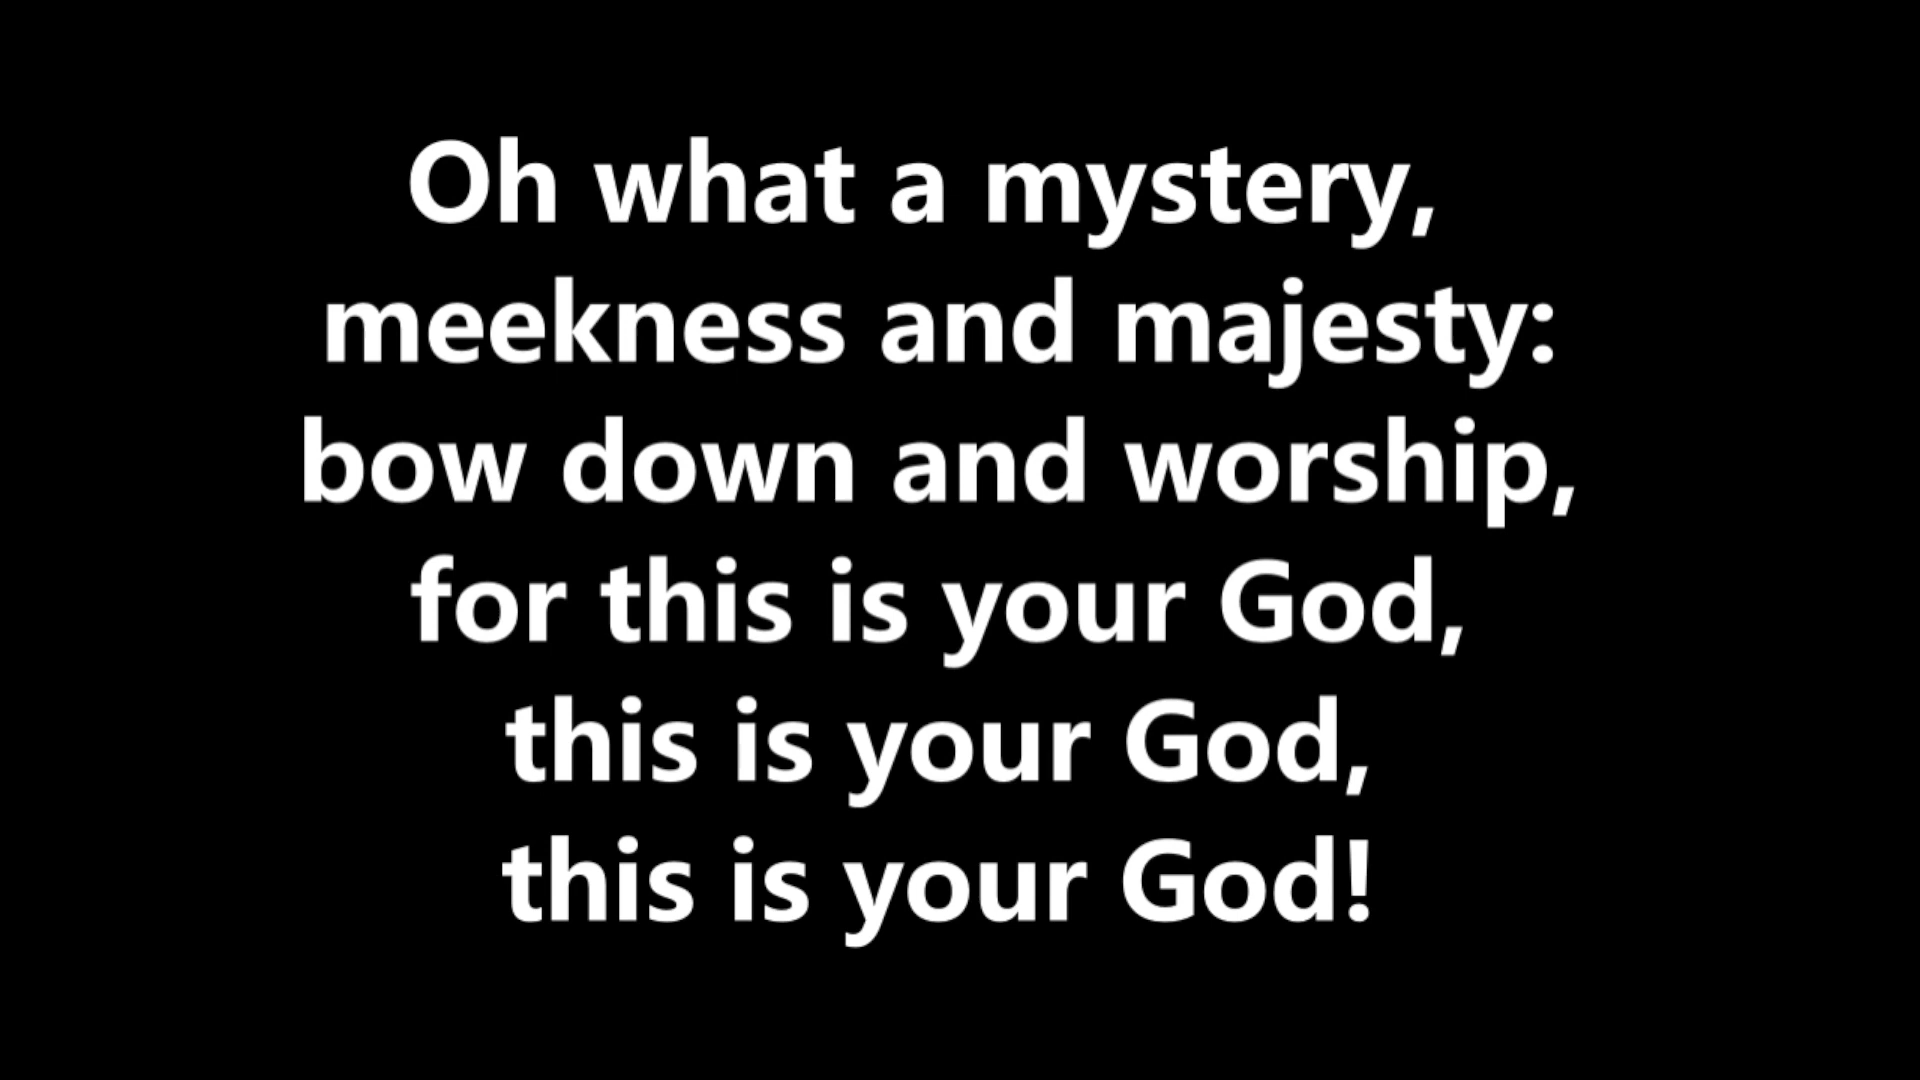 Oh what a mystery,
meekness and majesty:
bow down and worship,
for this is your God,
this is your God,
this is your God!